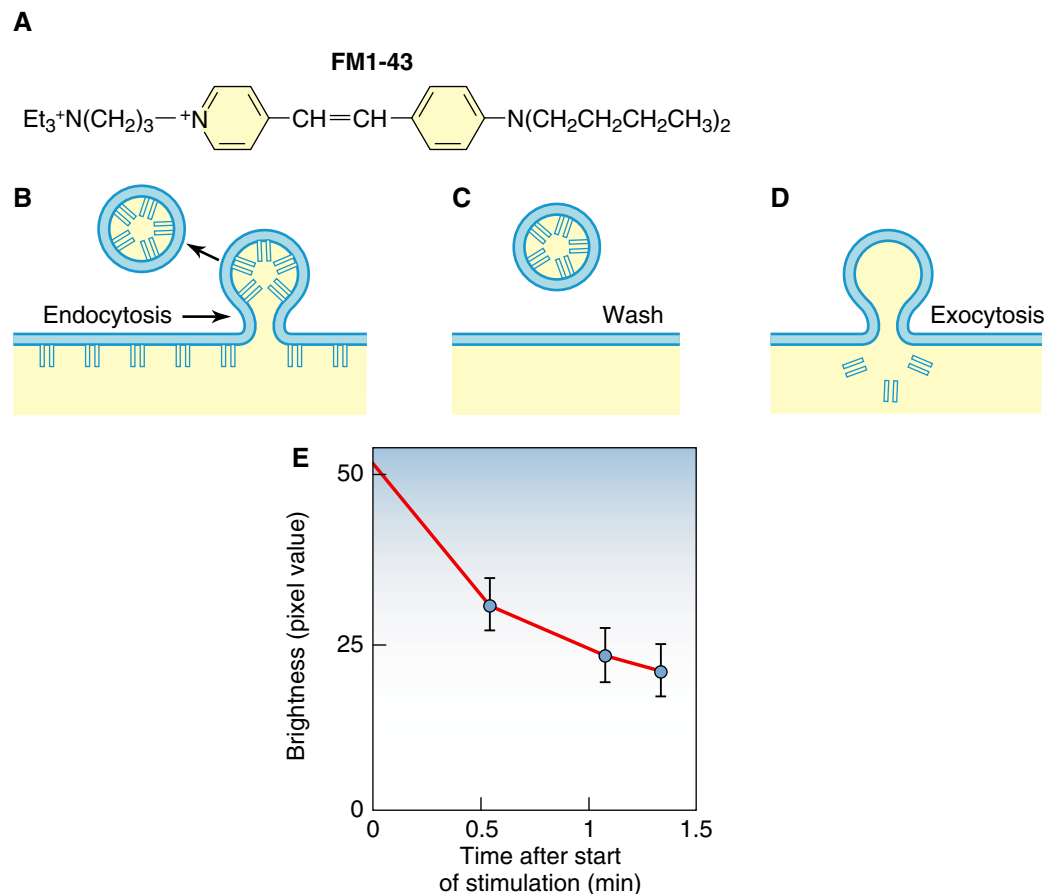 A
FM1-43
Et₃⁺N(CH₂)₃ ⁺N CH=CH N(CH₂CH₂CH₂CH₃)₂
B
C
D
Endocytosis
Wash
Exocytosis
E
Brightness (pixel value)
50
25
0
0 0.5 1 1.5
Time after start
of stimulation (min)